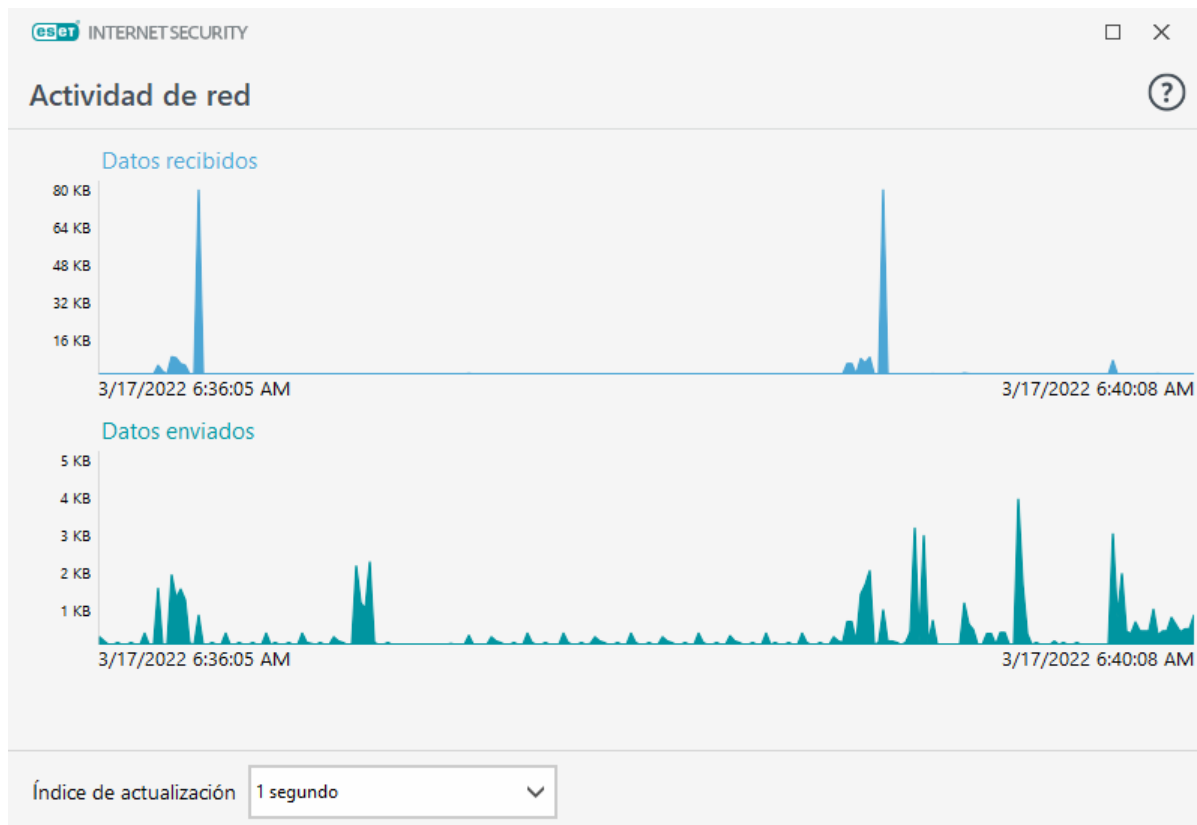 eset INTERNET SECURITY
Actividad de red
?
Datos recibidos
80 KB
64 KB
48 KB
32 KB
16 KB
3/17/2022 6:36:05 AM 3/17/2022 6:40:08 AM
Datos enviados
5 KB
4 KB
3 KB
2 KB
1 KB
3/17/2022 6:36:05 AM 3/17/2022 6:40:08 AM
Índice de actualización 1 segundo